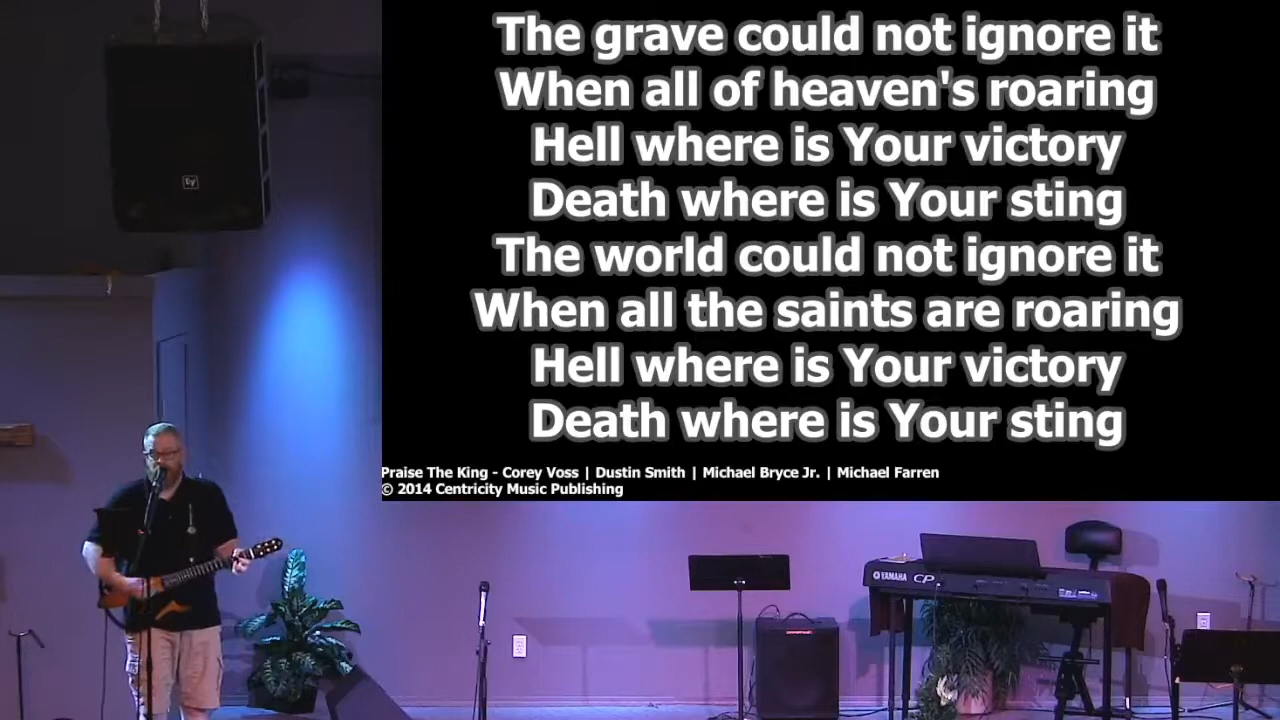 The grave could not ignore it
When all of heaven's roaring
Hell where is Your victory
Death where is Your sting
The world could not ignore it
When all the saints are roaring
Hell where is Your victory
Death where is Your sting
Praise The King - Corey Voss | Dustin Smith | Michael Bryce Jr. | Michael Farren
© 2014 Centricity Music Publishing
EV
YAMAHA CP